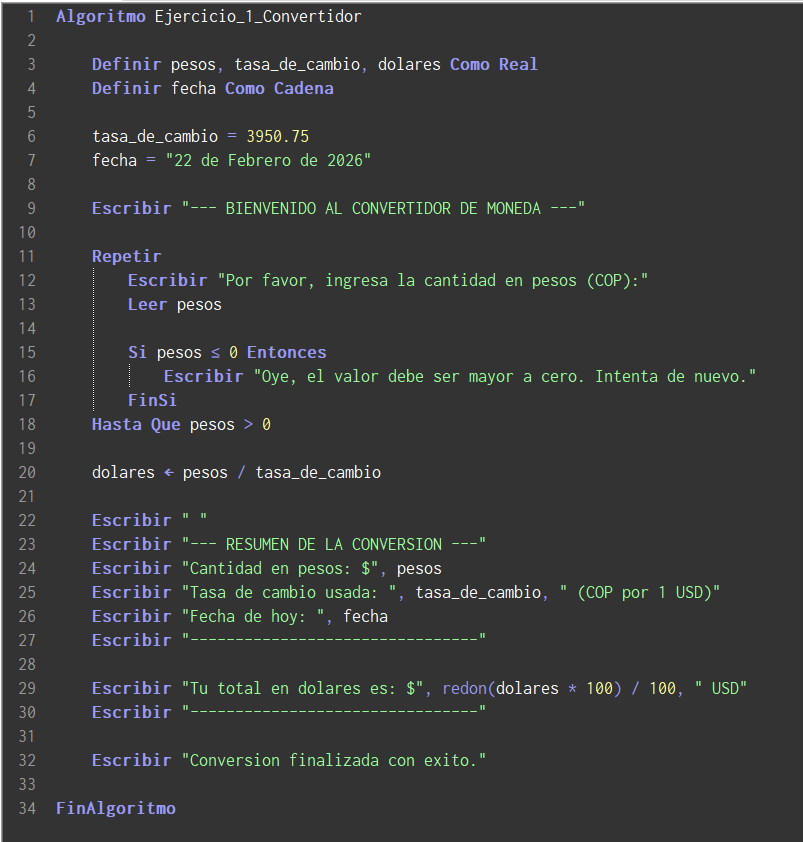 1 Algoritmo Ejercicio_1_Convertidor
2
3 Definir pesos, tasa_de_cambio, dolares Como Real
4 Definir fecha Como Cadena
5
6 tasa_de_cambio = 3950.75
7 fecha = "22 de Febrero de 2026"
8
9 Escribir "--- BIENVENIDO AL CONVERTIDOR DE MONEDA ---"
10
11 Repetir
12 Escribir "Por favor, ingresa la cantidad en pesos (COP):"
13 Leer pesos
14
15 Si pesos ≤ 0 Entonces
16 Escribir "Oye, el valor debe ser mayor a cero. Intenta de nuevo."
17 FinSi
18 Hasta Que pesos > 0
19
20 dolares ← pesos / tasa_de_cambio
21
22 Escribir " "
23 Escribir "--- RESUMEN DE LA CONVERSION ---"
24 Escribir "Cantidad en pesos: $", pesos
25 Escribir "Tasa de cambio usada: ", tasa_de_cambio, " (COP por 1 USD)"
26 Escribir "Fecha de hoy: ", fecha
27 Escribir "--------------------------------"
28
29 Escribir "Tu total en dolares es: $", redon(dolares * 100) / 100, " USD"
30 Escribir "--------------------------------"
31
32 Escribir "Conversion finalizada con exito."
33
34 FinAlgoritmo